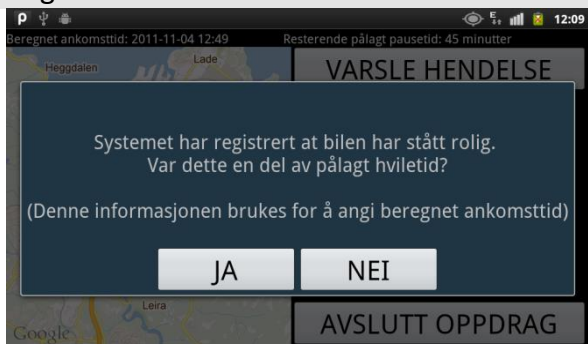 12:09
Beregnet ankomsttid: 2011-11-04 12:49 Resterende pålagt pausetid: 45 minutter
Heggdalen
Lade
VARSLE HENDELSE
Systemet har registrert at bilen har stått rolig.
Var dette en del av pålagt hviletid?
(Denne informasjonen brukes for å angi beregnet ankomsttid)
JA NEI
Leira
Google
AVSLUTT OPPDRAG